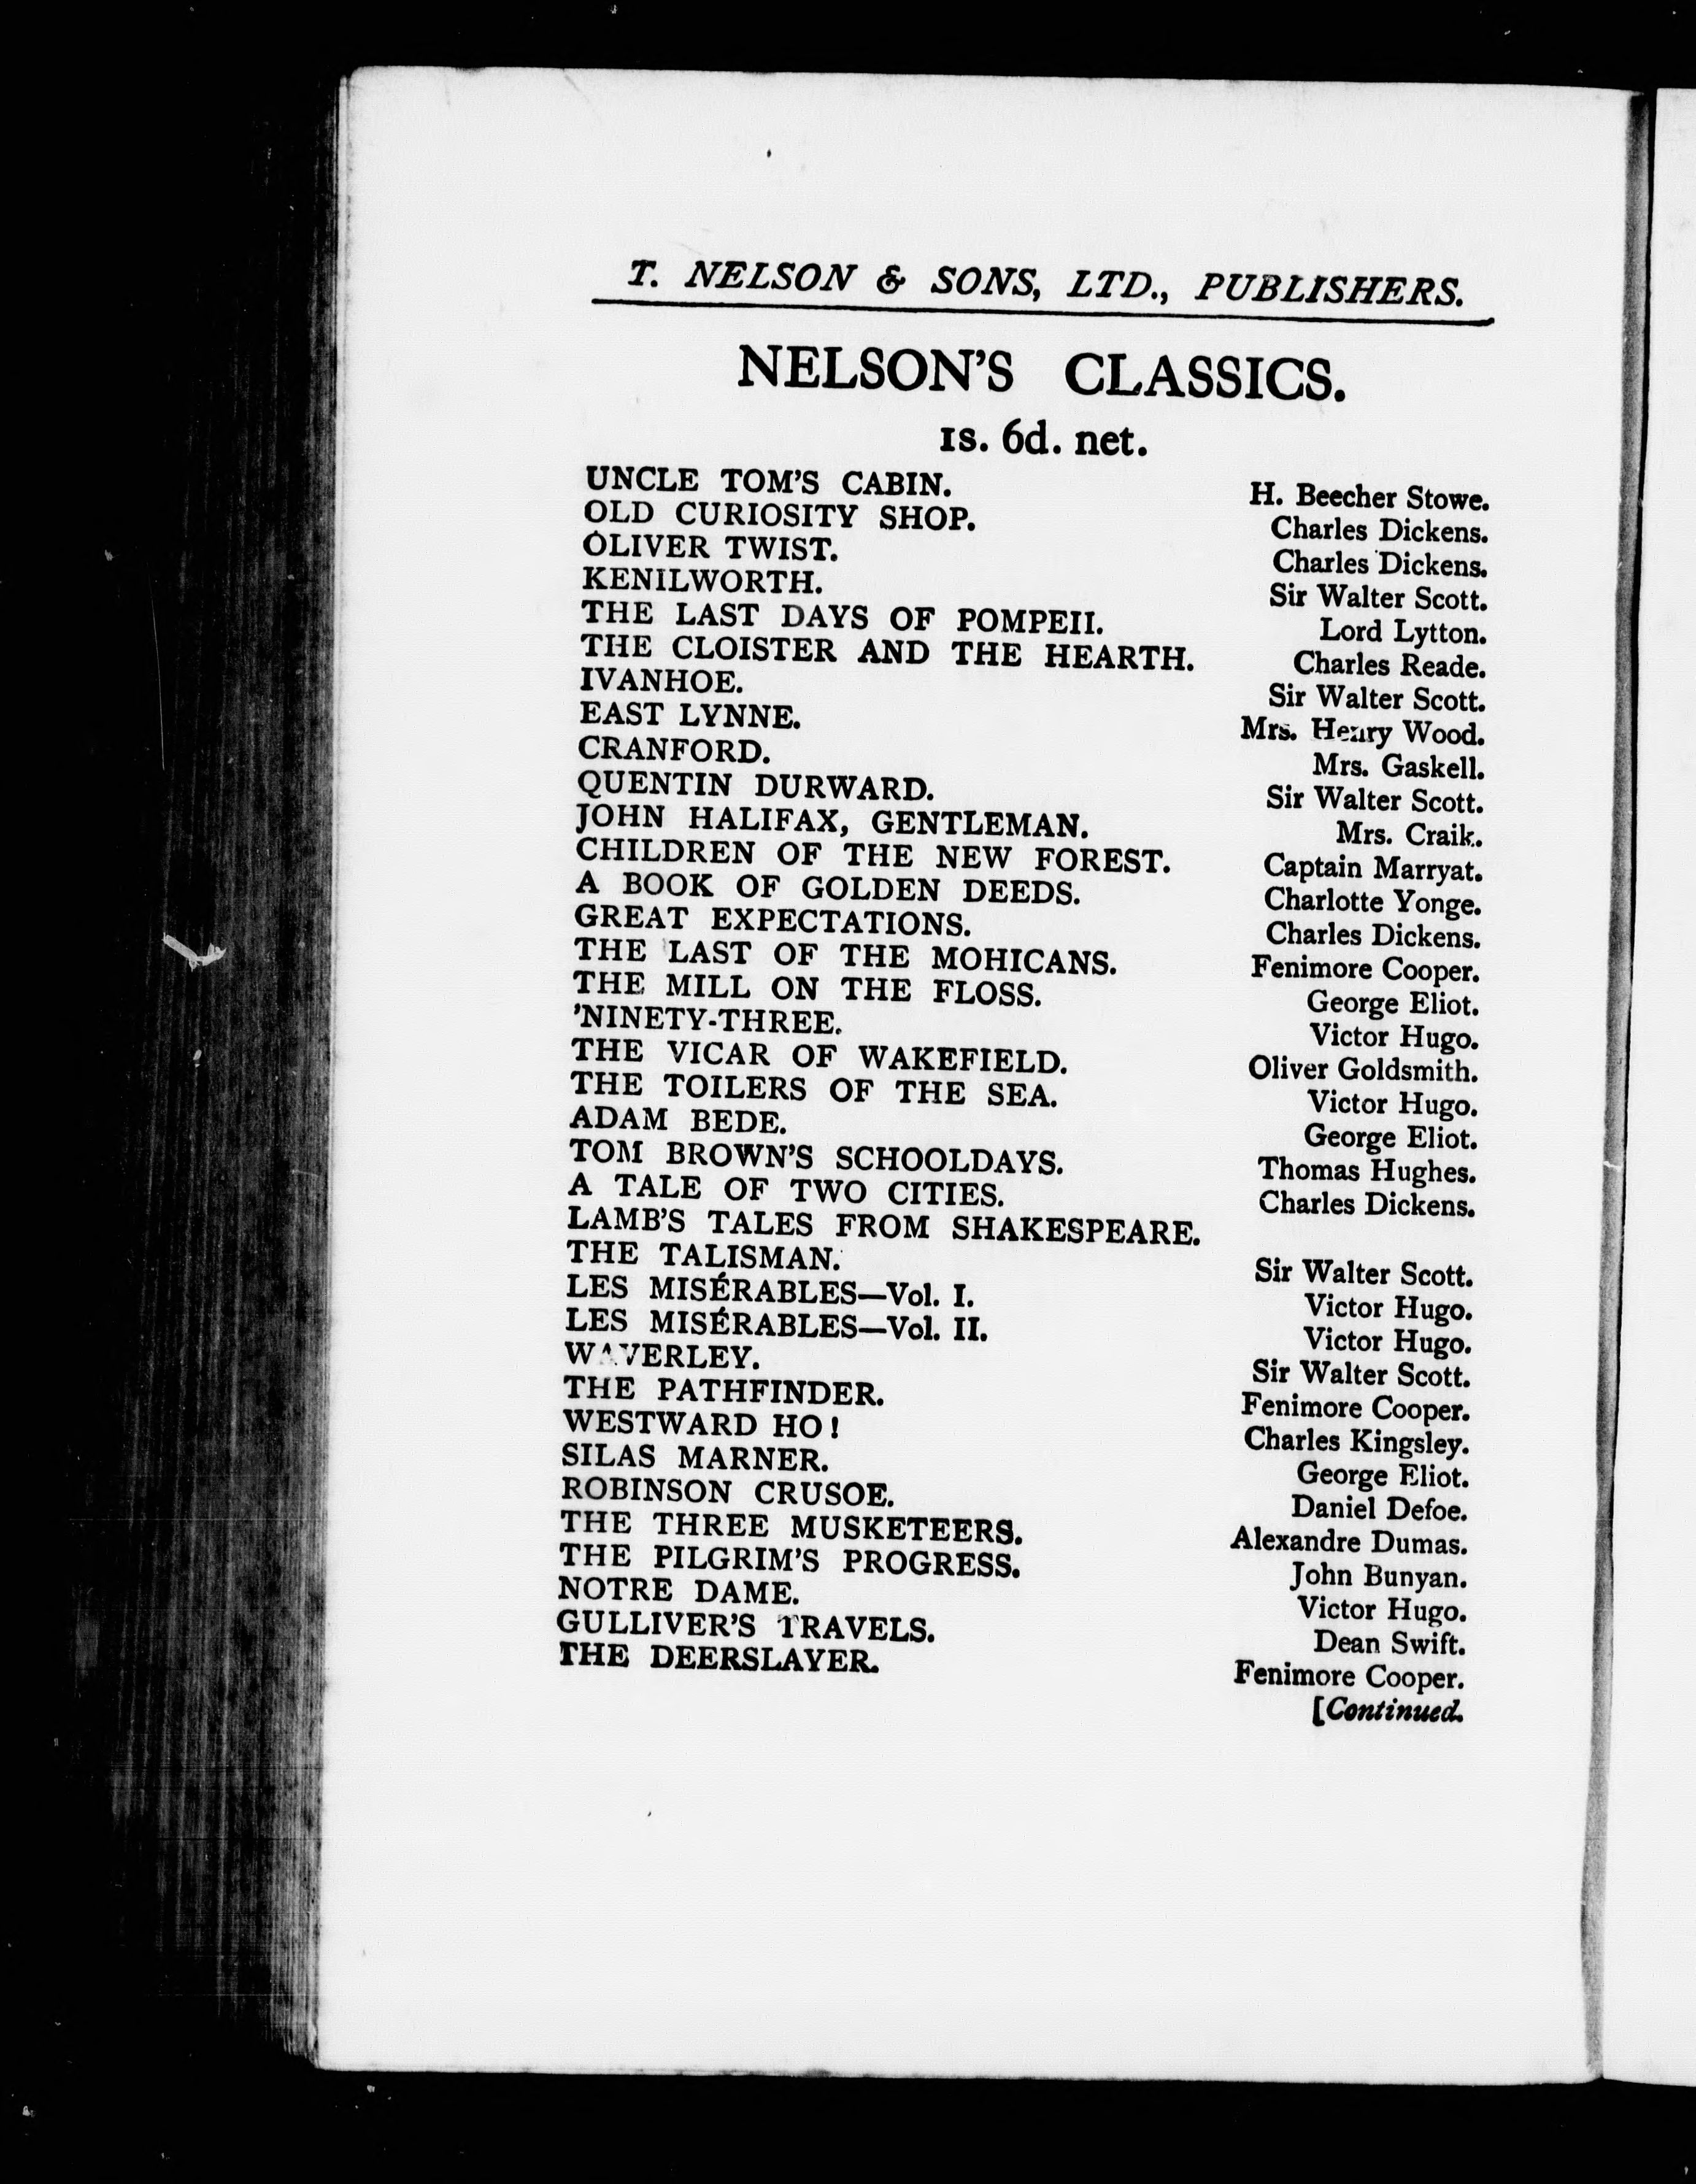 T. NELSON & SONS, LTD., PUBLISHERS.
NELSON'S CLASSICS.
1s. 6d. net.
UNCLE TOM'S CABIN. H. Beecher Stowe.
OLD CURIOSITY SHOP. Charles Dickens.
OLIVER TWIST. Charles Dickens.
KENILWORTH. Sir Walter Scott.
THE LAST DAYS OF POMPEII. Lord Lytton.
THE CLOISTER AND THE HEARTH. Charles Reade.
IVANHOE. Sir Walter Scott.
EAST LYNNE. Mrs. Henry Wood.
CRANFORD. Mrs. Gaskell.
QUENTIN DURWARD. Sir Walter Scott.
JOHN HALIFAX, GENTLEMAN. Mrs. Craik.
CHILDREN OF THE NEW FOREST. Captain Marryat.
A BOOK OF GOLDEN DEEDS. Charlotte Yonge.
GREAT EXPECTATIONS. Charles Dickens.
THE LAST OF THE MOHICANS. Fenimore Cooper.
THE MILL ON THE FLOSS. George Eliot.
'NINETY-THREE. Victor Hugo.
THE VICAR OF WAKEFIELD. Oliver Goldsmith.
THE TOILERS OF THE SEA. Victor Hugo.
ADAM BEDE. George Eliot.
TOM BROWN'S SCHOOLDAYS. Thomas Hughes.
A TALE OF TWO CITIES. Charles Dickens.
LAMB'S TALES FROM SHAKESPEARE.
THE TALISMAN. Sir Walter Scott.
LES MISÉRABLES—Vol. I. Victor Hugo.
LES MISÉRABLES—Vol. II. Victor Hugo.
WAVERLEY. Sir Walter Scott.
THE PATHFINDER. Fenimore Cooper.
WESTWARD HO! Charles Kingsley.
SILAS MARNER. George Eliot.
ROBINSON CRUSOE. Daniel Defoe.
THE THREE MUSKETEERS. Alexandre Dumas.
THE PILGRIM'S PROGRESS. John Bunyan.
NOTRE DAME. Victor Hugo.
GULLIVER'S TRAVELS. Dean Swift.
THE DEERSLAYER. Fenimore Cooper.
[Continued.